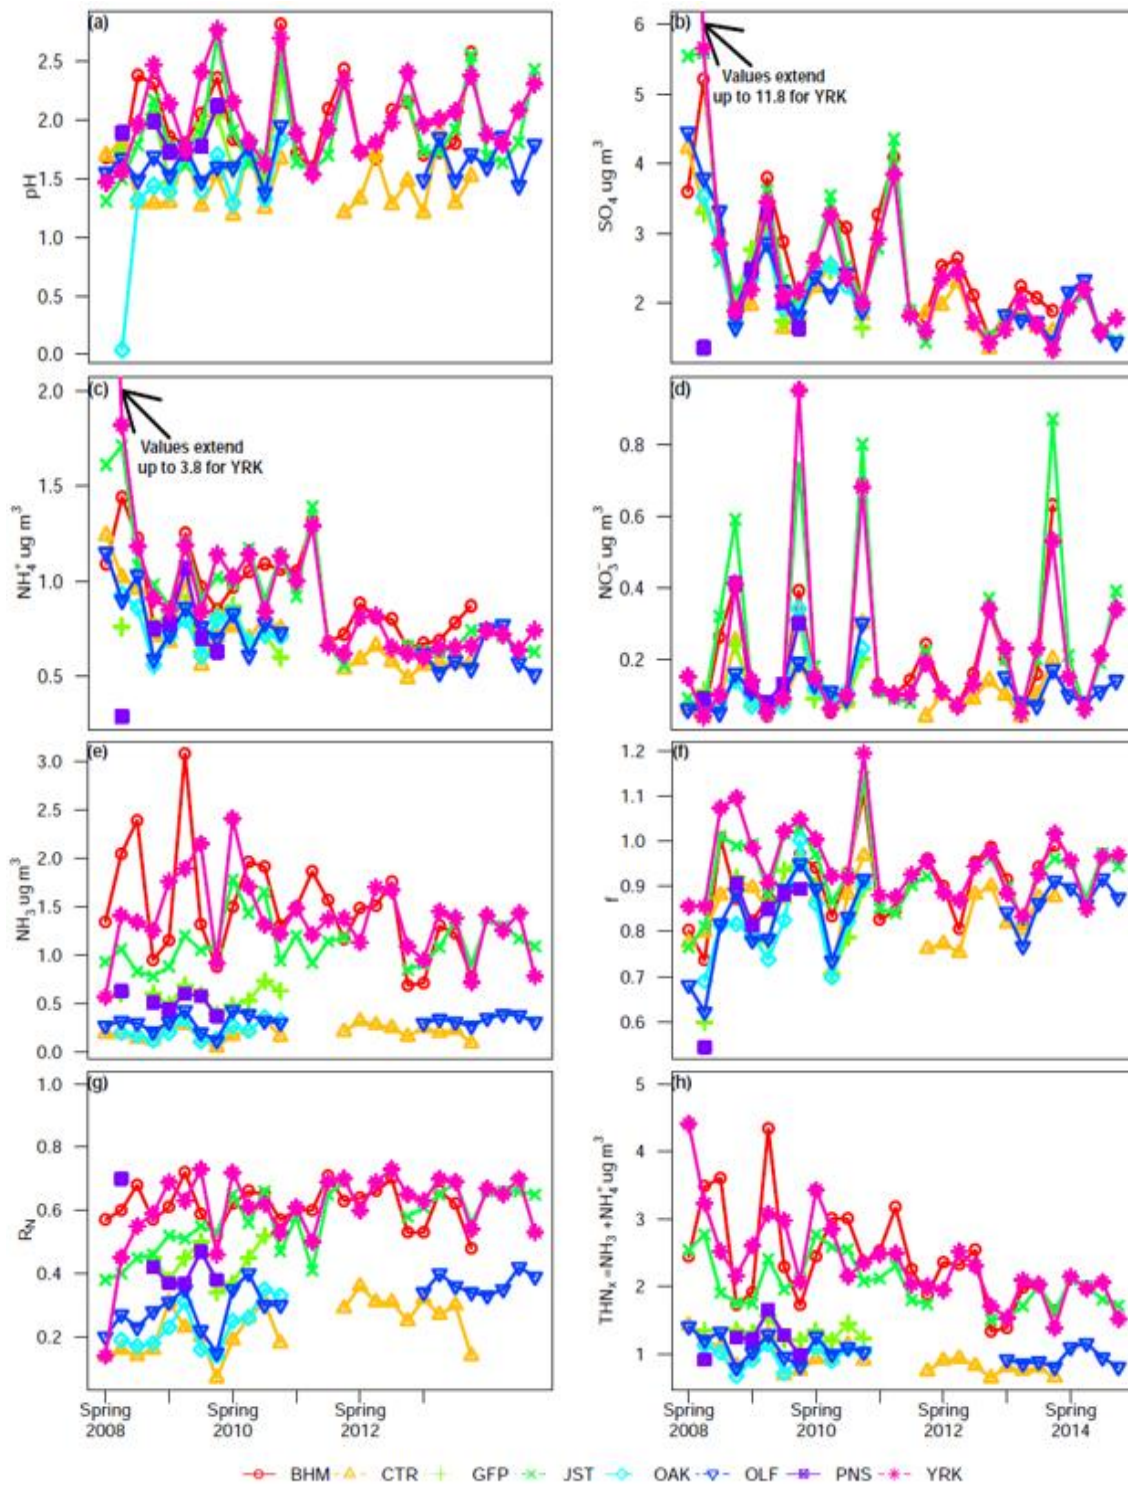 (a)
2.5
2.0
1.5
1.0
0.5
0.0
pH
(b)
6
5
4
3
2
SO₄ ug m³
Values extend
up to 11.8 for YRK
(c)
2.0
1.5
1.0
0.5
NH₄⁺ ug m³
Values extend
up to 3.8 for YRK
(d)
0.8
0.6
0.4
0.2
NO₃⁻ ug m³
(e)
3.0
2.5
2.0
1.5
1.0
0.5
0.0
NH₃ ug m³
(f)
1.2
1.1
1.0
0.9
0.8
0.7
0.6
f
(g)
1.0
0.8
0.6
0.4
0.2
R_N
Spring Spring Spring
2008 2010 2012
(h)
5
4
3
2
1
THNₓ =NH₃ + NH₄⁺ ug m³
Spring Spring Spring Spring
2008 2010 2012 2014
BHM CTR GFP JST OAK OLF PNS YRK